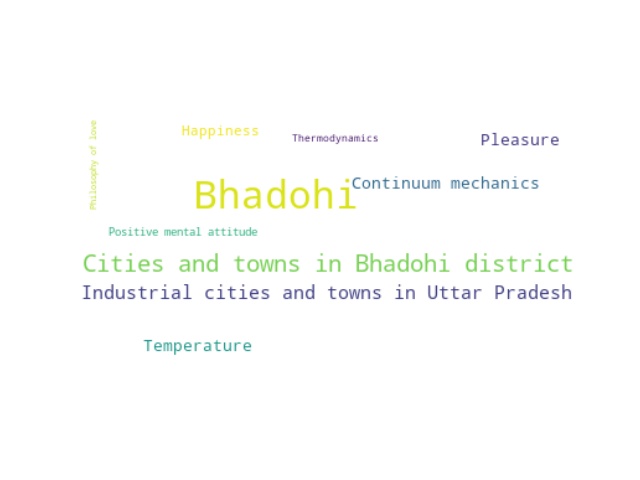 Philosophy of love
Happiness
Thermodynamics
Pleasure
Bhadohi
Continuum mechanics
Positive mental attitude
Cities and towns in Bhadohi district
Industrial cities and towns in Uttar Pradesh
Temperature